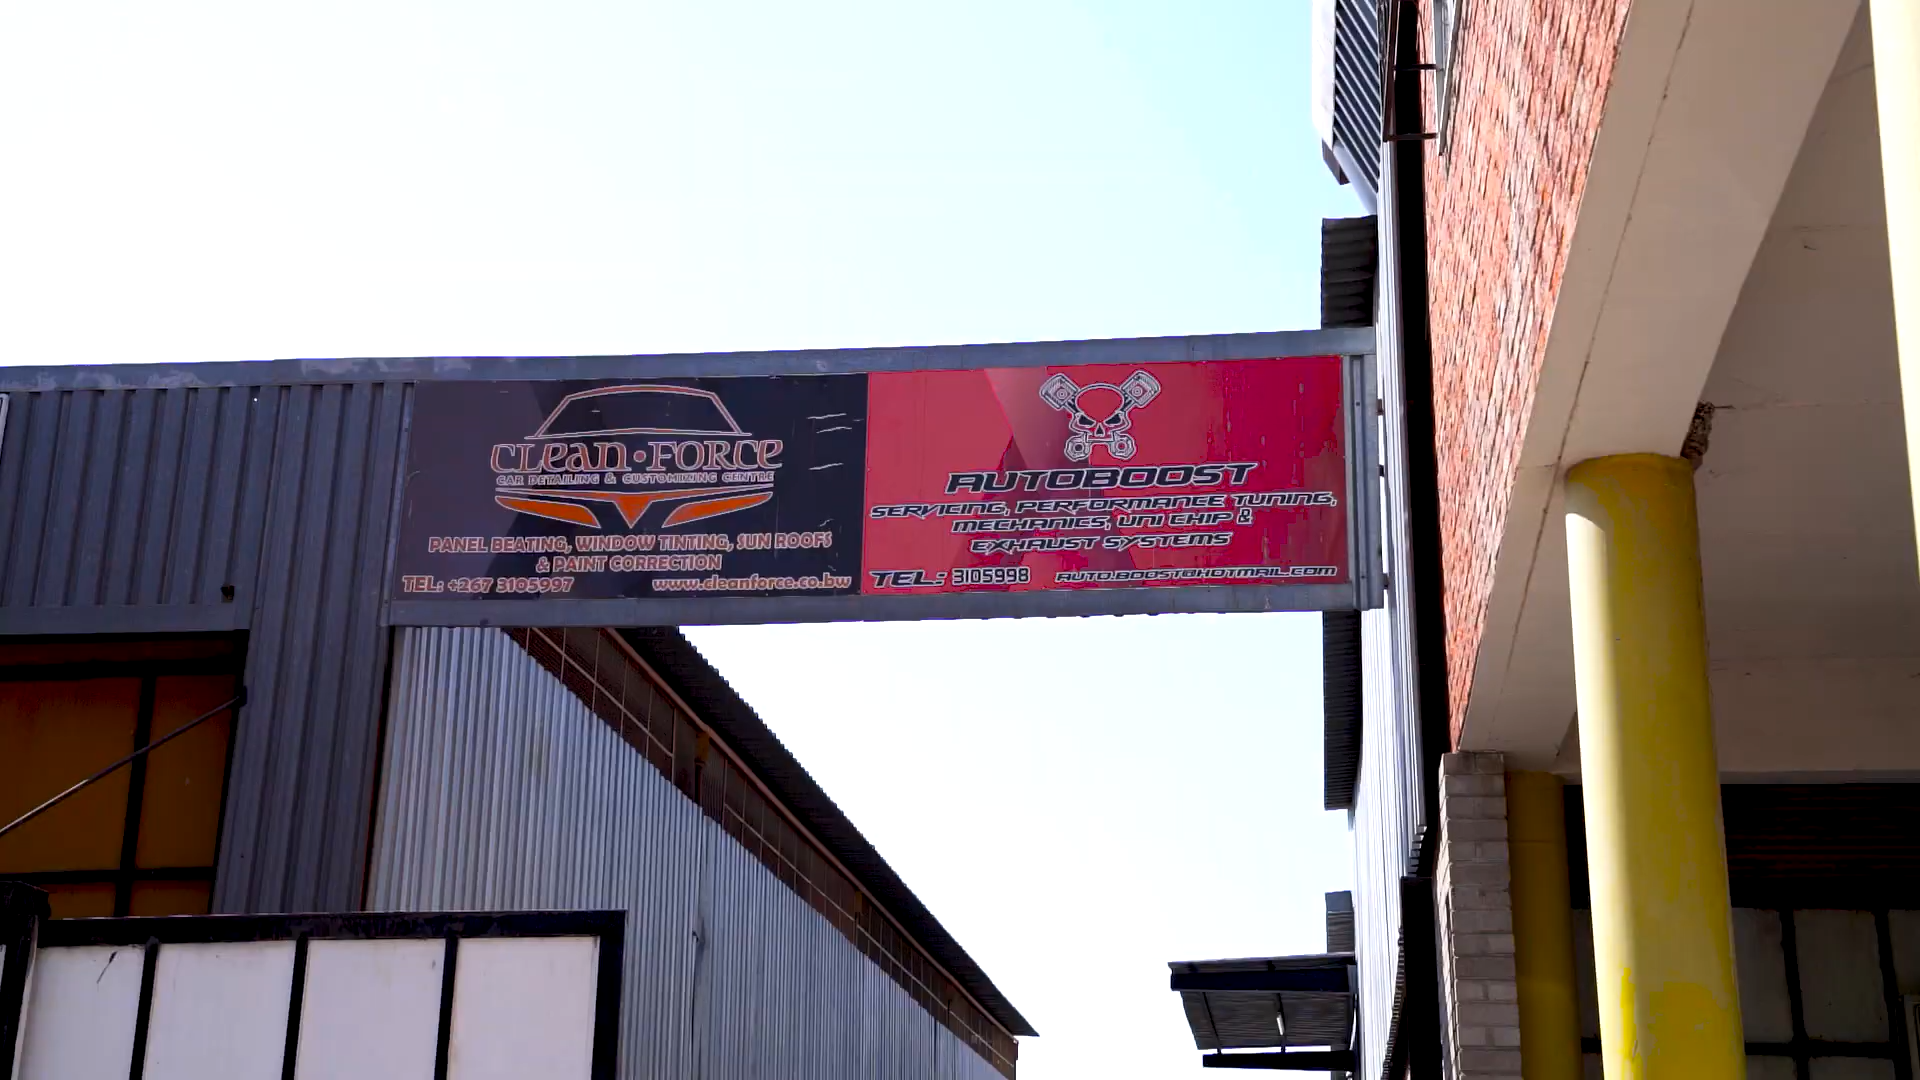 CLEAN•FORCE
CAR DETAILING & CUSTOMIZING CENTRE
PANEL BEATING, WINDOW TINTING, SUN ROOFS
& PAINT CORRECTION
TEL: +267 3105997
www.cleanforce.co.bw
AUTOBOOST
SERVICING, PERFORMANCE TUNING,
MECHANICS, UNI CHIP &
EXHAUST SYSTEMS
TEL: 3105998
AUTO.BOOST@HOTMAIL.COM